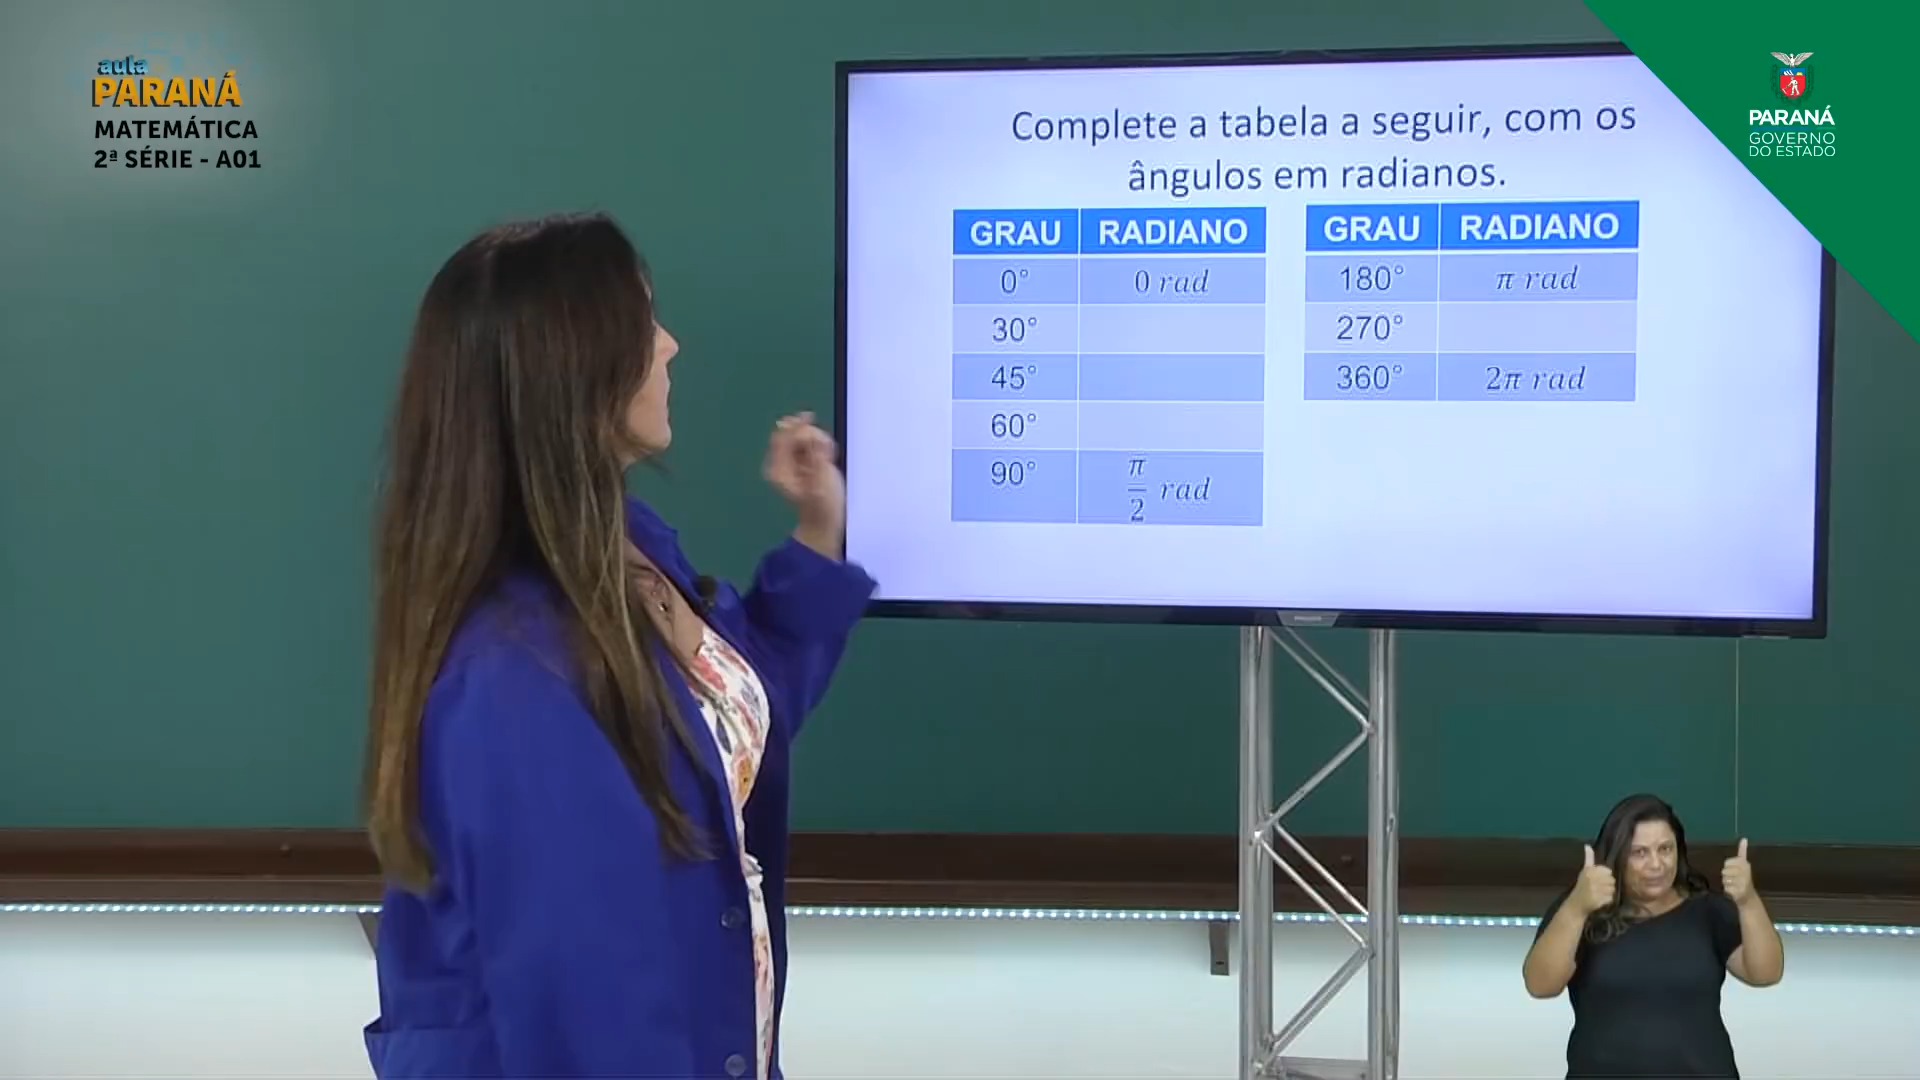 aula
PARANÁ
MATEMÁTICA
2ª SÉRIE - A01
Complete a tabela a seguir, com os
ângulos em radianos.
GRAU RADIANO
0° 0 rad
30°
45°
60°
90° π/2 rad
GRAU RADIANO
180° π rad
270°
360° 2π rad
PARANÁ
GOVERNO
DO ESTADO